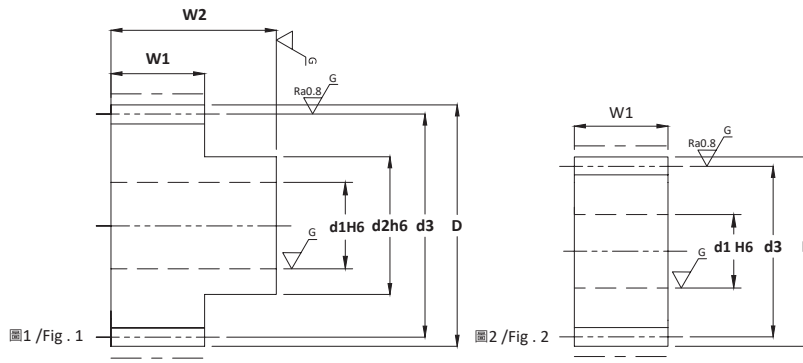 W2
W1
G
G
Ra0.8
d1H6
d2h6
d3
D
G
圖1 /Fig . 1
W1
G
Ra0.8
d1 H6
d3
G
圖2 /Fig . 2